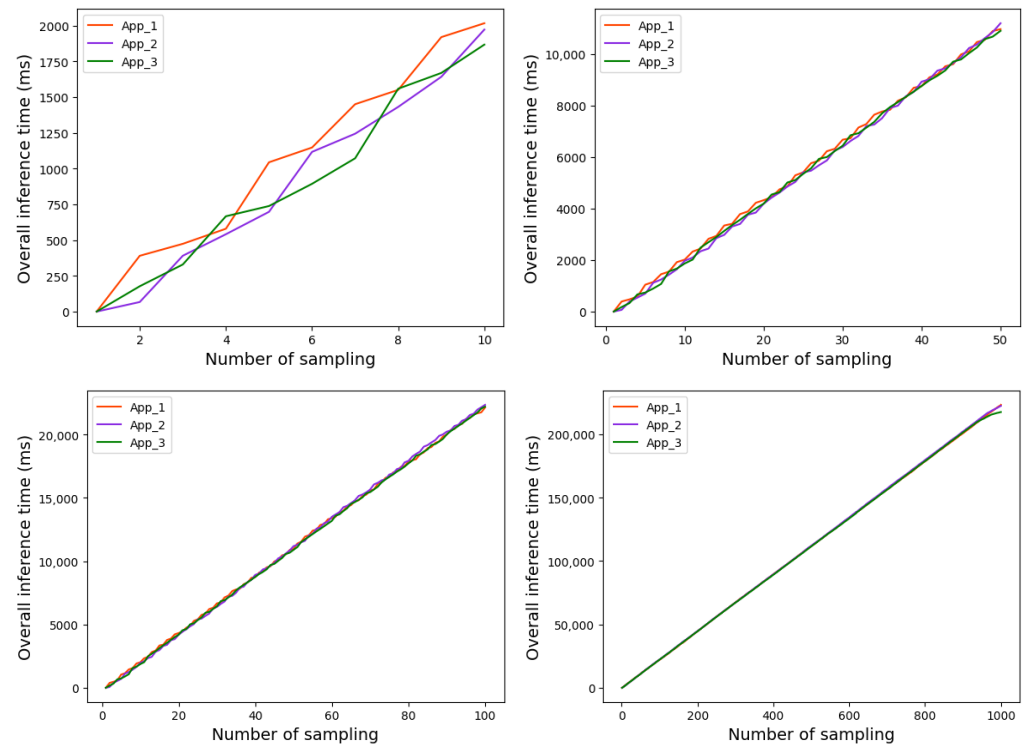 Overall inference time (ms)
2000
1750
1500
1250
1000
750
500
250
0
App_1
App_2
App_3
2 4 6 8 10
Number of sampling
Overall inference time (ms)
10,000
8000
6000
4000
2000
0
App_1
App_2
App_3
0 10 20 30 40 50
Number of sampling
Overall inference time (ms)
20,000
15,000
10,000
5000
0
App_1
App_2
App_3
0 20 40 60 80 100
Number of sampling
Overall inference time (ms)
200,000
150,000
100,000
50,000
0
App_1
App_2
App_3
0 200 400 600 800 1000
Number of sampling